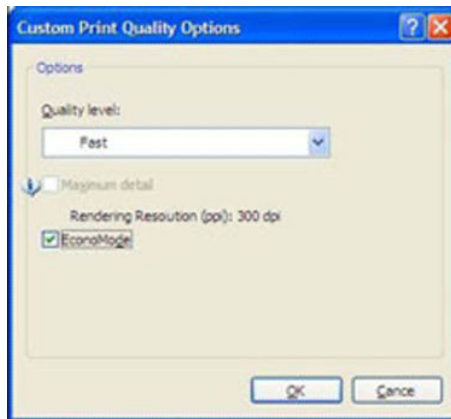 Custom Print Quality Options
Options
Quality level:
Fast
Maximum detail
Rendering Resoution (ppi): 300 dpi
EconoMode
OK
Cance